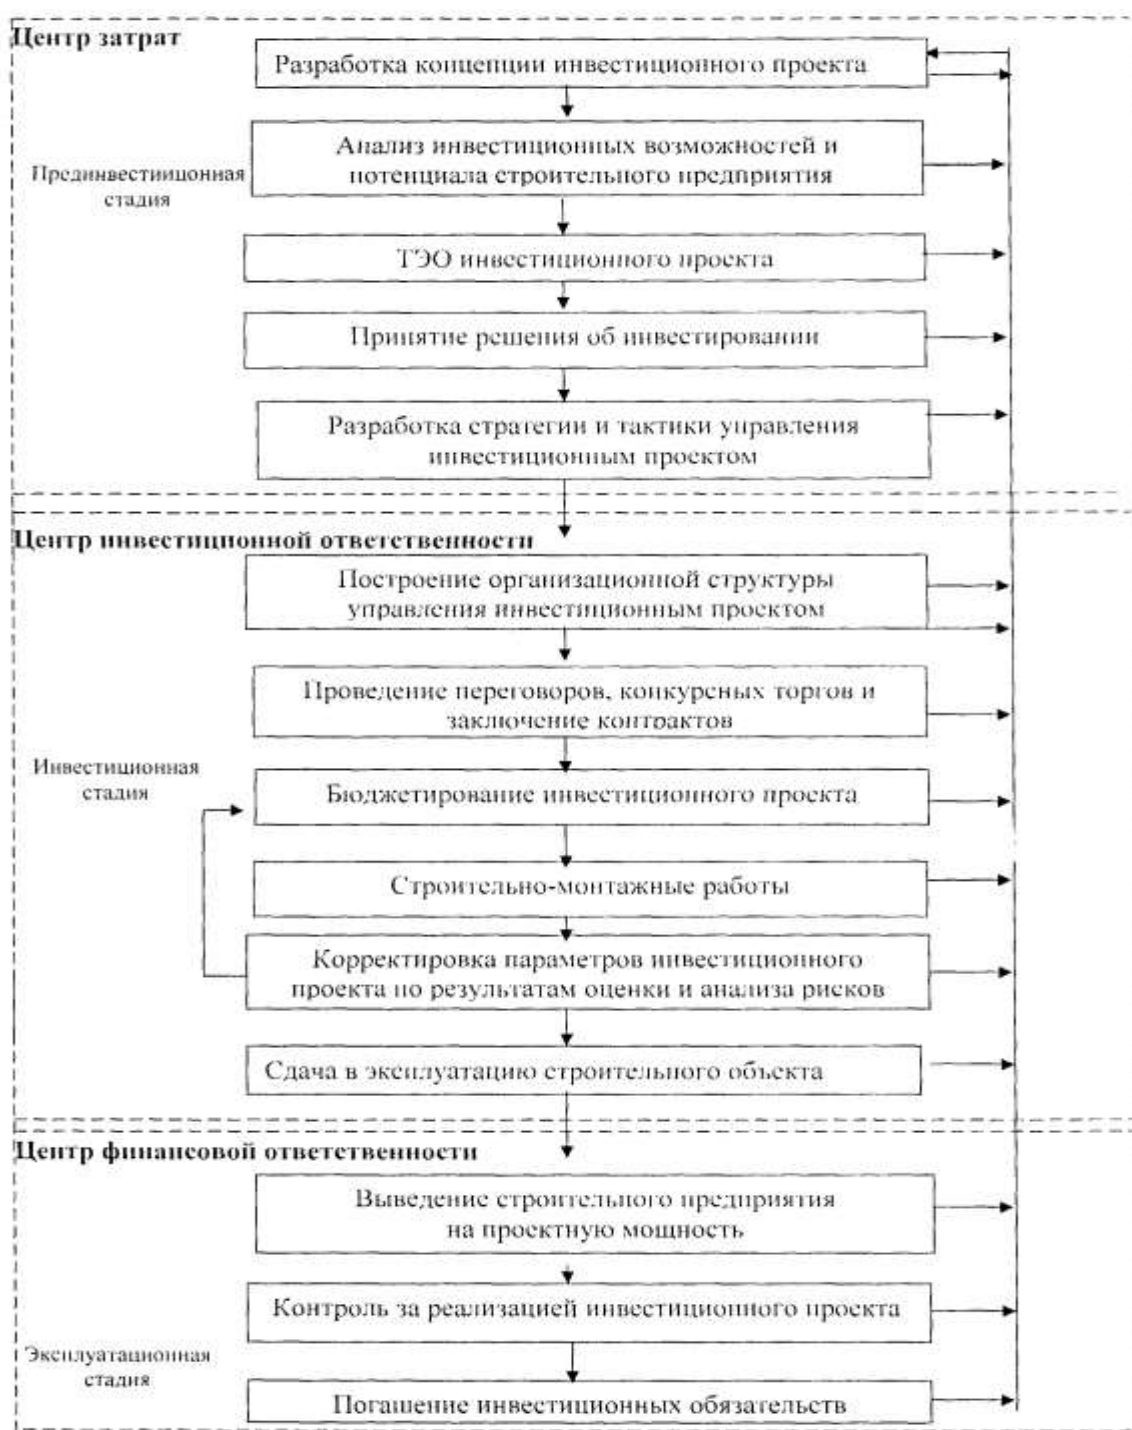 Центр затрат
Разработка концепции инвестиционного проекта
Анализ инвестиционных возможностей и
потенциала строительного предприятия
Прединвестиицонная
стадия
ТЭО инвестиционного проекта
Принятие решения об инвестировании
Разработка стратегии и тактики управления
инвестиционным проектом
Центр инвестиционной ответственности
Построение организационной структуры
управления инвестиционным проектом
Проведение переговоров, конкурсных торгов и
заключение контрактов
Инвестиционная
стадия
Бюджетирование инвестиционного проекта
Строительно-монтажные работы
Корректировка параметров инвестиционного
проекта по результатам оценки и анализа рисков
Сдача в эксплуатацию строительного объекта
Центр финансовой ответственности
Выведение строительного предприятия
на проектную мощность
Контроль за реализацией инвестиционного проекта
Эксплуатационная
стадия
Погашение инвестиционных обязательств